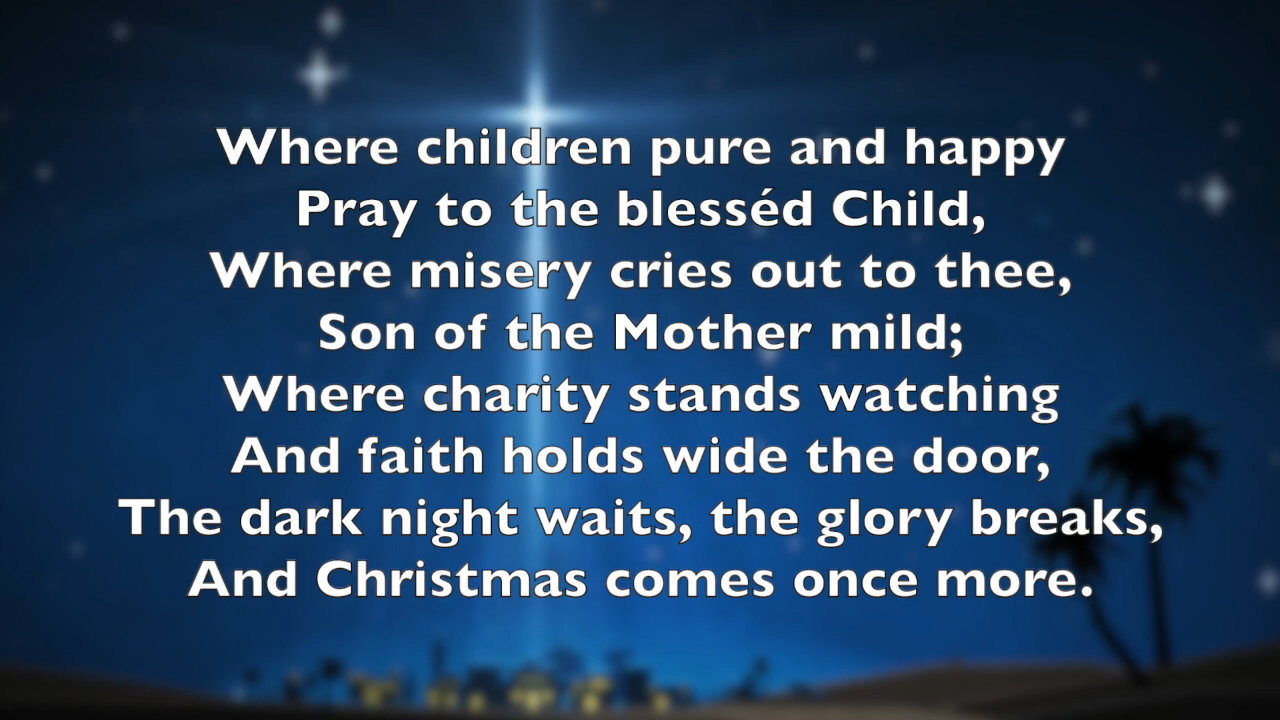 Where children pure and happy
Pray to the blesséd Child,
Where misery cries out to thee,
Son of the Mother mild;
Where charity stands watching
And faith holds wide the door,
The dark night waits, the glory breaks,
And Christmas comes once more.